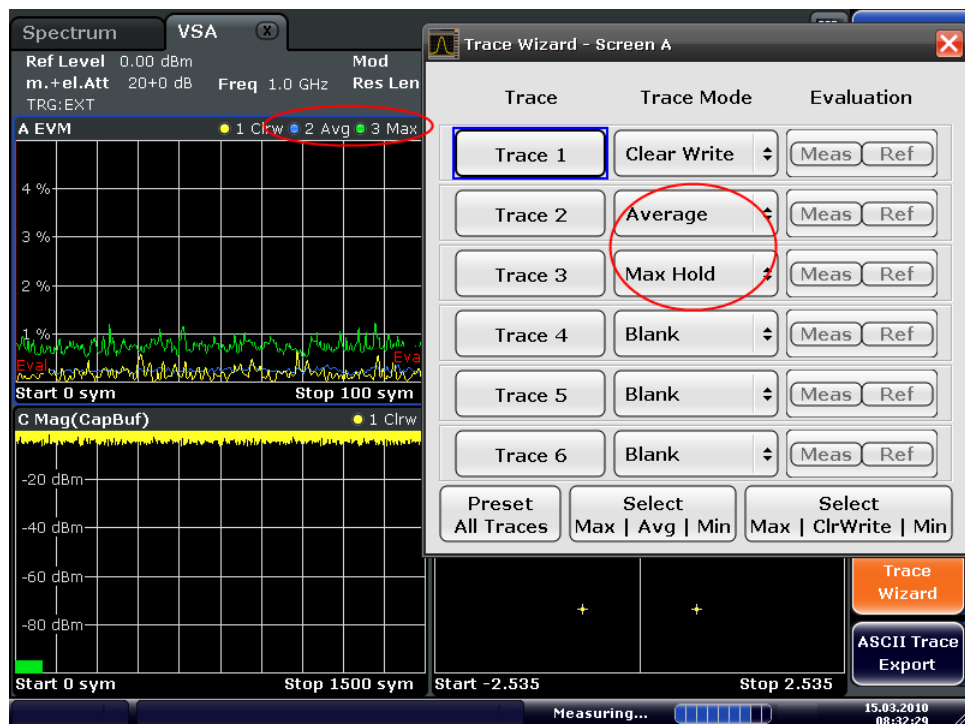 Spectrum VSA X
Ref Level 0.00 dBm Mod
m.+el.Att 20+0 dB Freq 1.0 GHz Res Len
TRG:EXT
A EVM 1 Clrw 2 Avg 3 Max
4 %
3 %
2 %
1 %
Eval Eva
Start 0 sym Stop 100 sym
C Mag(CapBuf) 1 Clrw
-20 dBm
-40 dBm
-60 dBm
-80 dBm
Start 0 sym Stop 1500 sym
Trace Wizard - Screen A
Trace Trace Mode Evaluation
Trace 1 Clear Write Meas Ref
Trace 2 Average Meas Ref
Trace 3 Max Hold Meas Ref
Trace 4 Blank Meas Ref
Trace 5 Blank Meas Ref
Trace 6 Blank Meas Ref
Preset
All Traces
Select
Max | Avg | Min
Select
Max | ClrWrite | Min
Start -2.535 Stop 2.535
Trace
Wizard
ASCII Trace
Export
Measuring...
15.03.2010
08:32:29